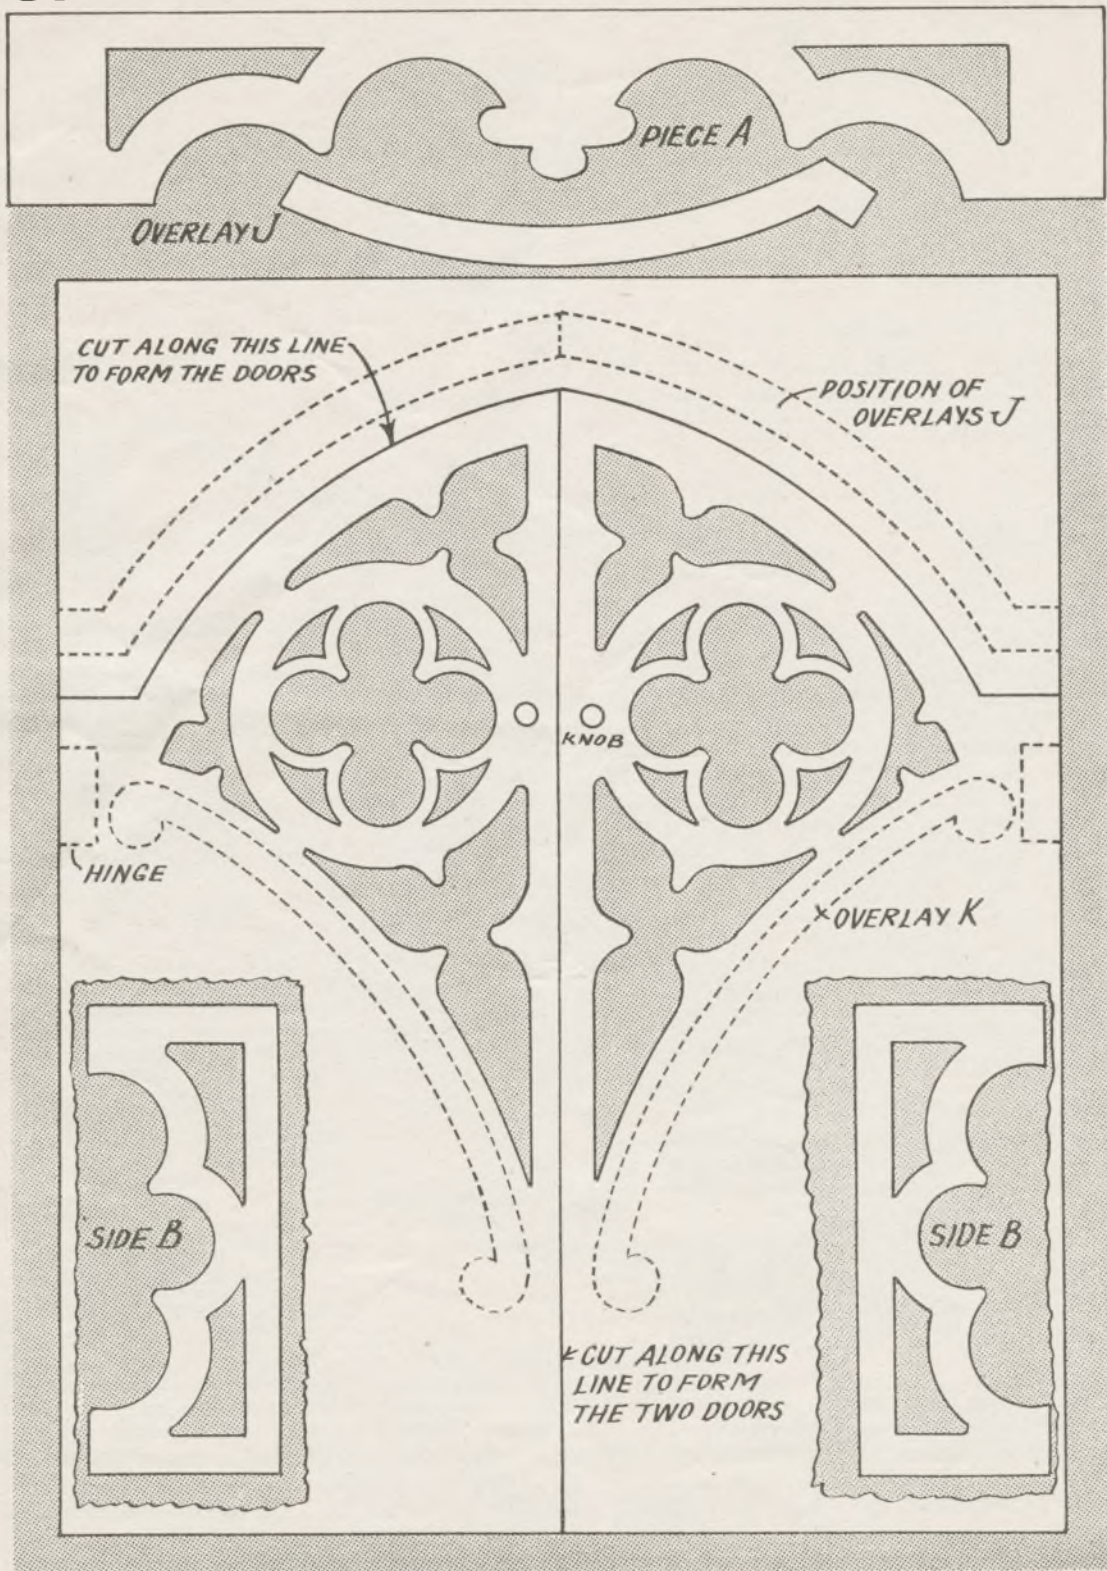 PIECE A
OVERLAY J
CUT ALONG THIS LINE
TO FORM THE DOORS
POSITION OF
OVERLAYS J
KNOB
HINGE
OVERLAY K
SIDE B
SIDE B
CUT ALONG THIS
LINE TO FORM
THE TWO DOORS